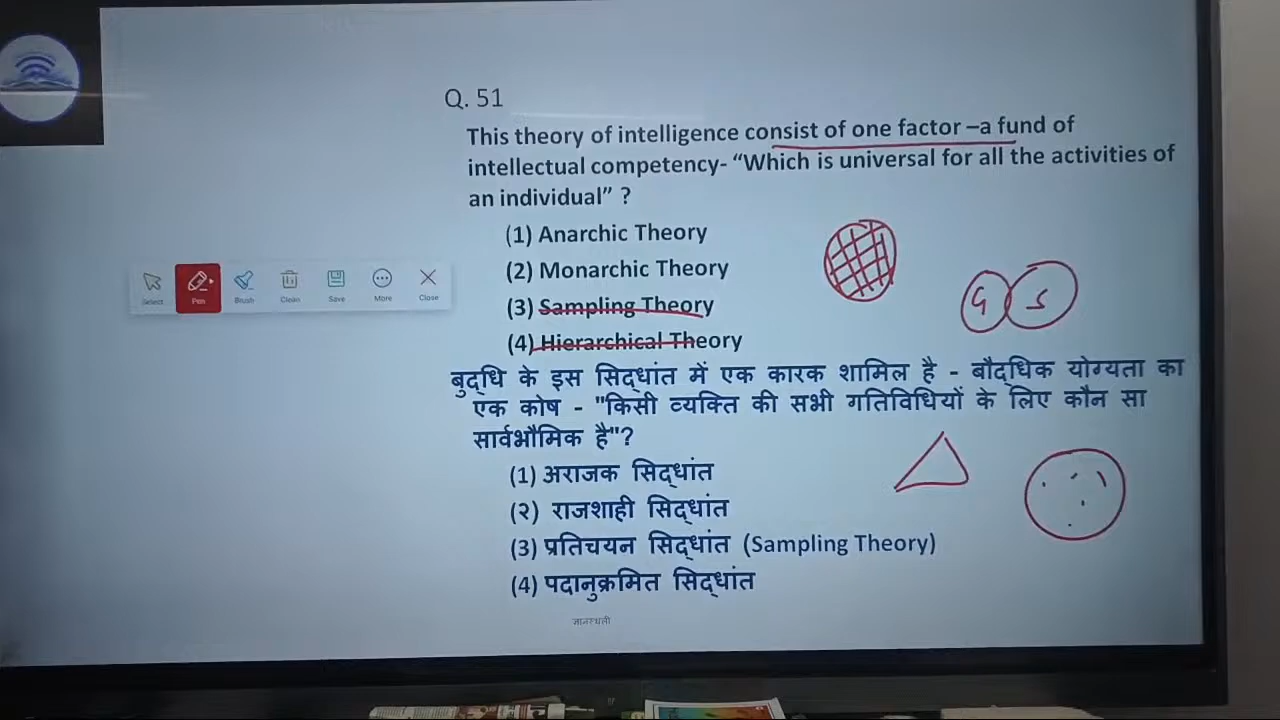 Q. 51
This theory of intelligence consist of one factor –a fund of
intellectual competency- “Which is universal for all the activities of
an individual” ?
(1) Anarchic Theory
(2) Monarchic Theory
(3) Sampling Theory
(4) Hierarchical Theory
G S
Select Pen Brush Clean Save More Close
बुद्धि के इस सिद्धांत में एक कारक शामिल है - बौद्धिक योग्यता का
एक कोष - "किसी व्यक्ति की सभी गतिविधियों के लिए कौन सा
सार्वभौमिक है"?
(1) अराजक सिद्धांत
(२) राजशाही सिद्धांत
(3) प्रतिचयन सिद्धांत (Sampling Theory)
(4) पदानुक्रमित सिद्धांत
ज्ञानस्थली